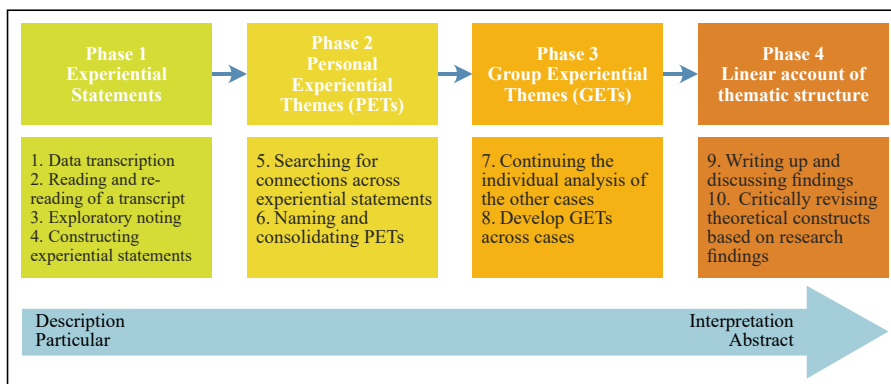 Phase 1
Experiential
Statements
Phase 2
Personal
Experiential
Themes (PETs)
Phase 3
Group Experiential
Themes (GETs)
Phase 4
Linear account of
thematic structure
1. Data transcription
2. Reading and re-
reading of a transcript
3. Exploratory noting
4. Constructing
experiential statements
5. Searching for
connections across
experiential statements
6. Naming and
consolidating PETs
7. Continuing the
individual analysis of
the other cases
8. Develop GETs
across cases
9. Writing up and
discussing findings
10. Critically revising
theoretical constructs
based on research
findings
Description
Particular
Interpretation
Abstract